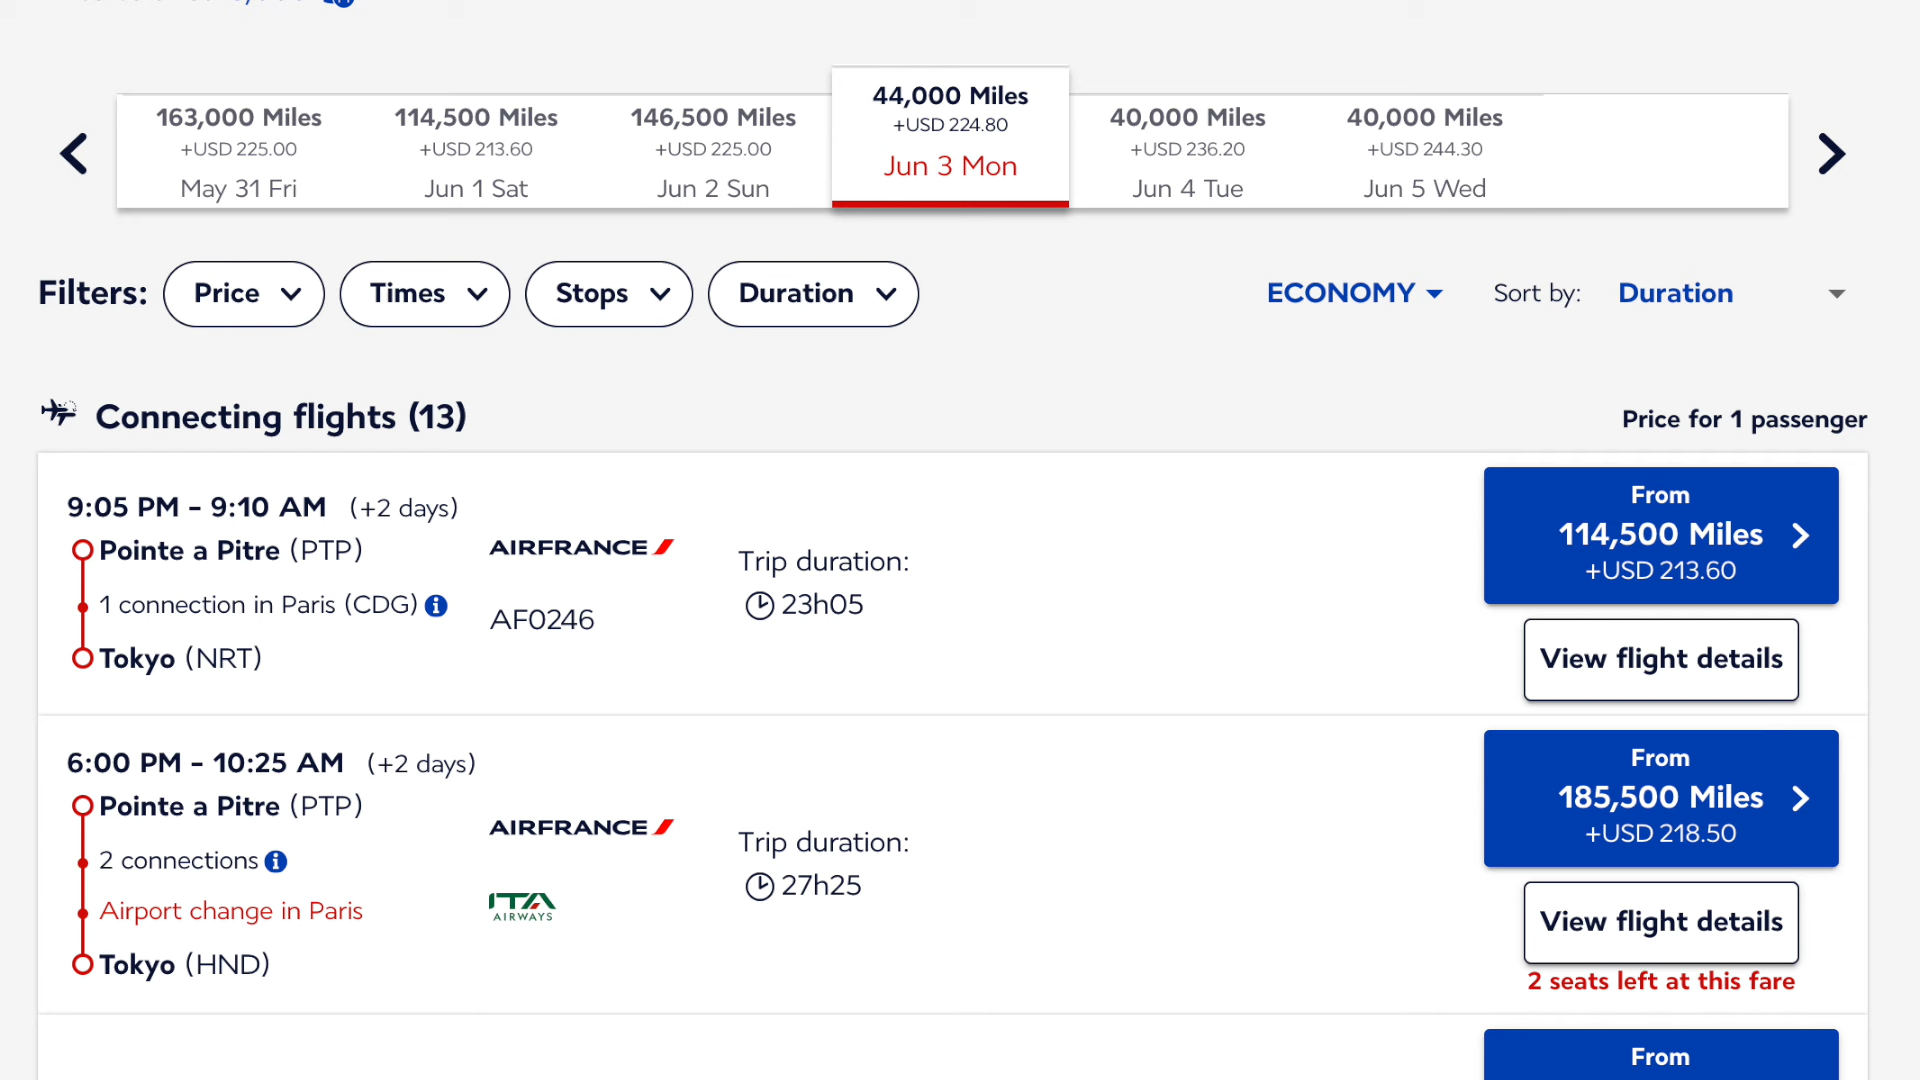 163,000 Miles
+USD 225.00
May 31 Fri
114,500 Miles
+USD 213.60
Jun 1 Sat
146,500 Miles
+USD 225.00
Jun 2 Sun
44,000 Miles
+USD 224.80
Jun 3 Mon
40,000 Miles
+USD 236.20
Jun 4 Tue
40,000 Miles
+USD 244.30
Jun 5 Wed
Filters: Price Times Stops Duration ECONOMY Sort by: Duration
Connecting flights (13)
Price for 1 passenger
9:05 PM - 9:10 AM (+2 days)
Pointe a Pitre (PTP)
1 connection in Paris (CDG)
Tokyo (NRT)
AIRFRANCE
AF0246
Trip duration:
23h05
From
114,500 Miles
+USD 213.60
View flight details
6:00 PM - 10:25 AM (+2 days)
Pointe a Pitre (PTP)
2 connections
Airport change in Paris
Tokyo (HND)
AIRFRANCE
ITA
AIRWAYS
Trip duration:
27h25
From
185,500 Miles
+USD 218.50
View flight details
2 seats left at this fare
From